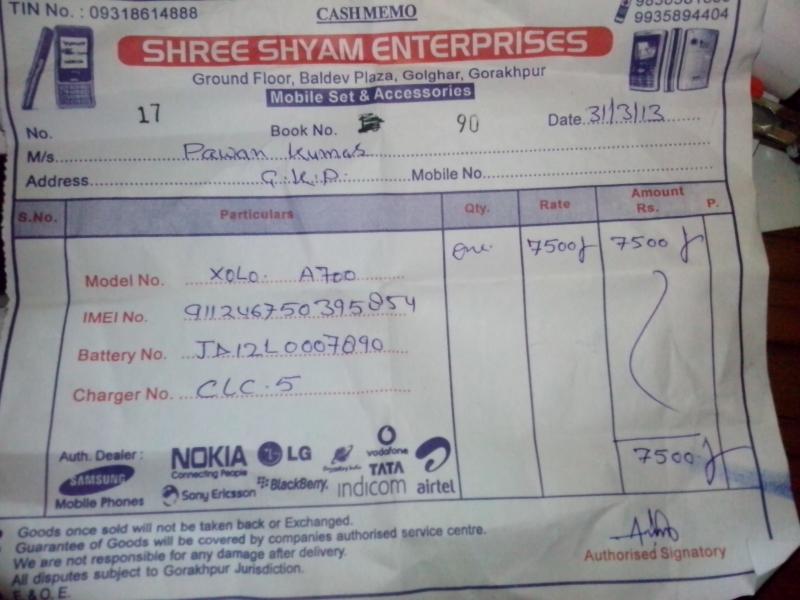 TIN No. : 09318614888
CASHMEMO
9935894404
SHREE SHYAM ENTERPRISES
Ground Floor, Baldev Plaza, Golghar, Gorakhpur
Mobile Set & Accessories
No. 17 Book No. 90 Date 31/3/13
M/s. Pawan Kumar
Address G.K.P. Mobile No.
S.No. Particulars Qty. Rate Amount Rs. P.
one 7500/ 7500/
Model No. XOLO. A700
IMEI No. 911246750395854
Battery No. JD12L0007890
Charger No. CLC.5
Auth. Dealer :
SAMSUNG
Mobile Phones
NOKIA
Connecting People
LG
vodafone
Sony Ericsson
BlackBerry.
TATA
indicom
airtel
7500/
Goods once sold will not be taken back or Exchanged.
Guarantee of Goods will be covered by companies authorised service centre.
We are not responsible for any damage after delivery.
All disputes subject to Gorakhpur Jurisdiction.
E & O. E.
Authorised Signatory